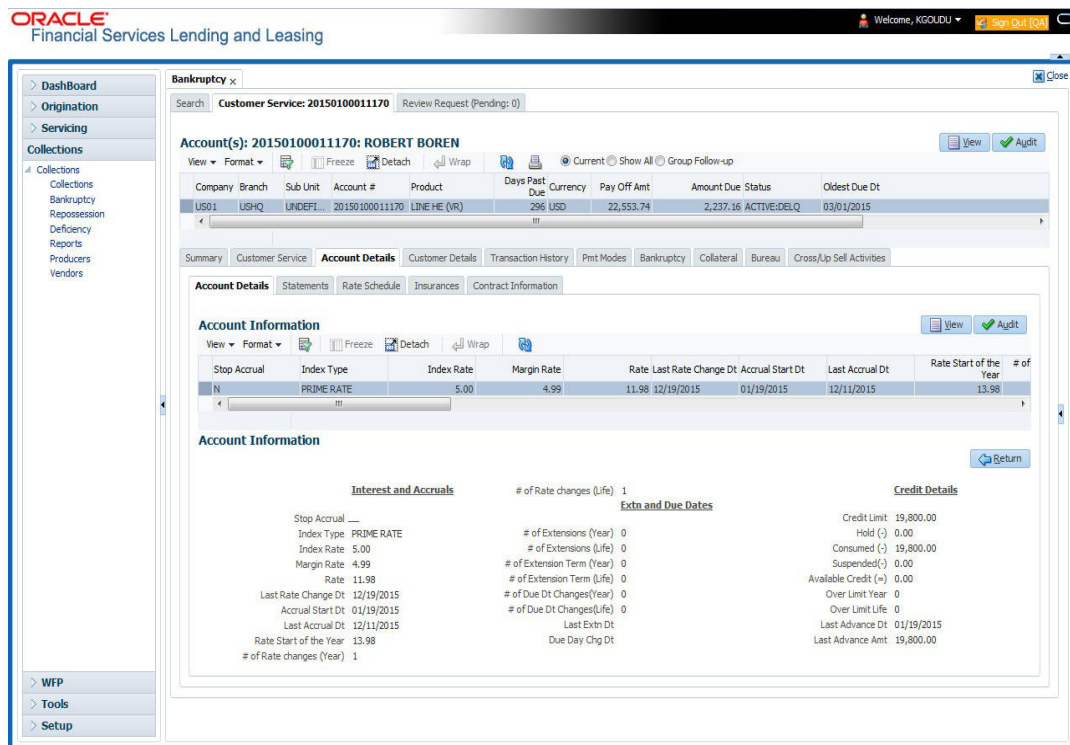 ORACLE
Financial Services Lending and Leasing
Welcome, KGOUDU
Sign Out [QA]
Close
DashBoard
Origination
Servicing
Collections
Collections
Collections
Bankruptcy
Repossession
Deficiency
Reports
Producers
Vendors
WFP
Tools
Setup
Bankruptcy x
Search Customer Service: 20150100011170 Review Request (Pending: 0)
Account(s): 20150100011170: ROBERT BOREN
View Audit
View Format Freeze Detach Wrap Current Show All Group Follow-up
Company Branch Sub Unit Account # Product Days Past Due Currency Pay Off Amt Amount Due Status Oldest Due Dt
US01 USHQ UNDEFI... 20150100011170 LINE HE (VR) 296 USD 22,553.74 2,237.16 ACTIVE:DELQ 03/01/2015
Summary Customer Service Account Details Customer Details Transaction History Pmt Modes Bankruptcy Collateral Bureau Cross/Up Sell Activities
Account Details Statements Rate Schedule Insurances Contract Information
Account Information
View Audit
View Format Freeze Detach Wrap
Stop Accrual Index Type Index Rate Margin Rate Rate Last Rate Change Dt Accrual Start Dt Last Accrual Dt Rate Start of the Year # of
N PRIME RATE 5.00 4.99 11.98 12/19/2015 01/19/2015 12/11/2015 13.98
Account Information
Return
Interest and Accruals
Stop Accrual
Index Type PRIME RATE
Index Rate 5.00
Margin Rate 4.99
Rate 11.98
Last Rate Change Dt 12/19/2015
Accrual Start Dt 01/19/2015
Last Accrual Dt 12/11/2015
Rate Start of the Year 13.98
# of Rate changes (Year) 1
# of Rate changes (Life) 1
Extn and Due Dates
# of Extensions (Year) 0
# of Extensions (Life) 0
# of Extension Term (Year) 0
# of Extension Term (Life) 0
# of Due Dt Changes(Year) 0
# of Due Dt Changes(Life) 0
Last Extn Dt
Due Day Chg Dt
Credit Details
Credit Limit 19,800.00
Hold (-) 0.00
Consumed (-) 19,800.00
Suspended(-) 0.00
Available Credit (=) 0.00
Over Limit Year 0
Over Limit Life 0
Last Advance Dt 01/19/2015
Last Advance Amt 19,800.00